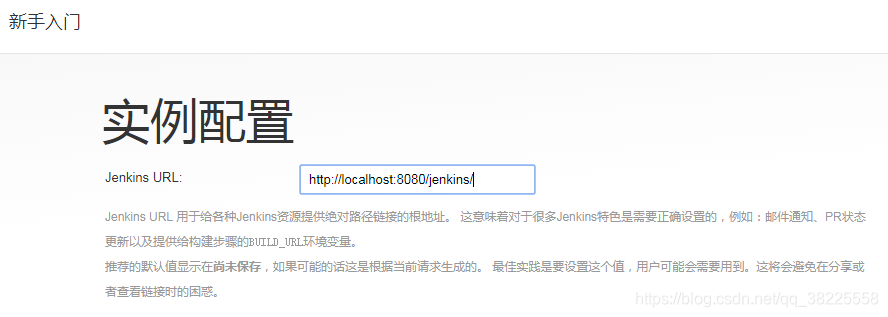 新手入门
实例配置
Jenkins URL: http://localhost:8080/jenkins/
Jenkins URL 用于给各种Jenkins资源提供绝对路径链接的根地址。 这意味着对于很多Jenkins特色是需要正确设置的，例如：邮件通知、PR状态
更新以及提供给构建步骤的BUILD_URL环境变量。
推荐的默认值显示在尚未保存，如果可能的话这是根据当前请求生成的。 最佳实践是要设置这个值，用户可能会需要用到。这将会避免在分享或
者查看链接时的困惑。
https://blog.csdn.net/qq_38225558